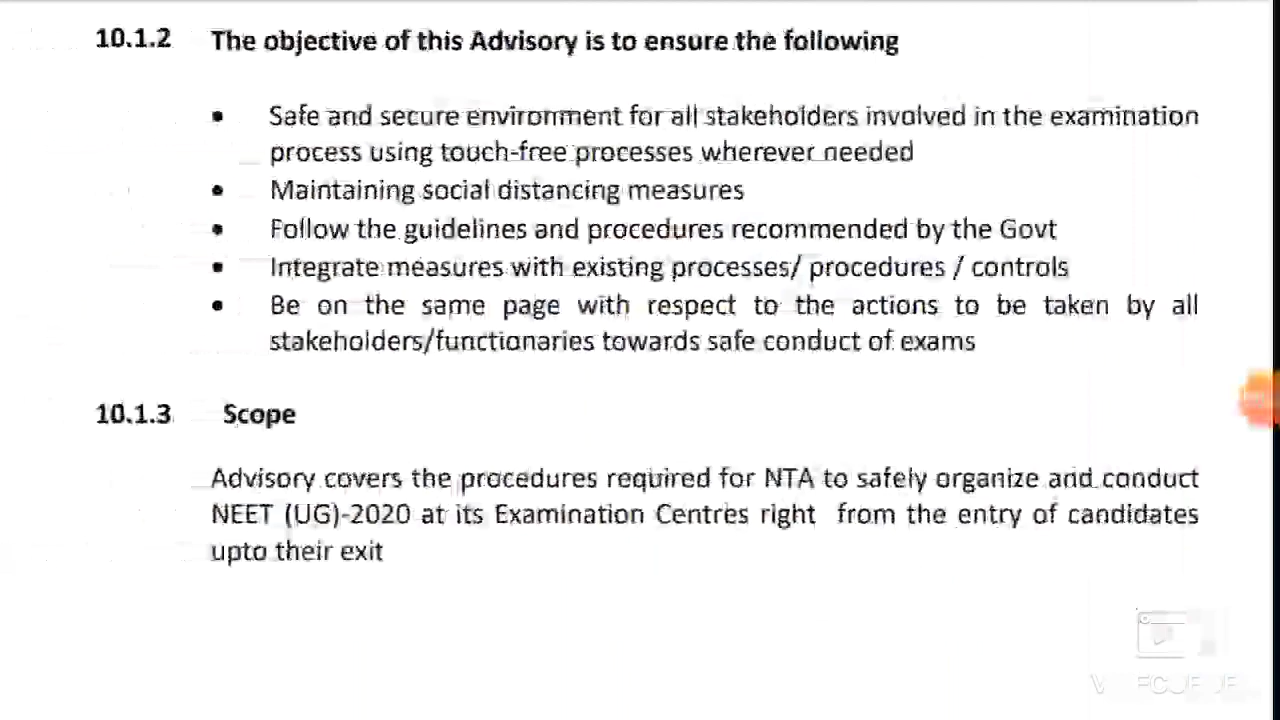 10.1.2 The objective of this Advisory is to ensure the following
• Safe and secure environment for all stakeholders involved in the examination
process using touch-free processes wherever needed
• Maintaining social distancing measures
• Follow the guidelines and procedures recommended by the Govt
• Integrate measures with existing processes/ procedures / controls
• Be on the same page with respect to the actions to be taken by all
stakeholders/functionaries towards safe conduct of exams
10.1.3 Scope
Advisory covers the procedures required for NTA to safely organize and conduct
NEET (UG)-2020 at its Examination Centres right from the entry of candidates
upto their exit